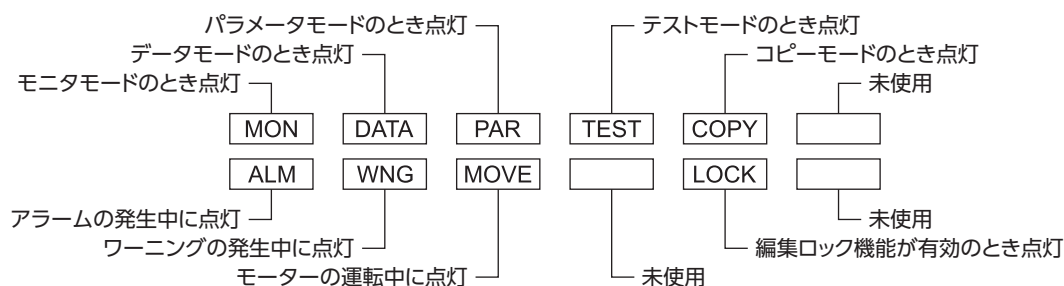 パラメータモードのとき点灯
テストモードのとき点灯
データモードのとき点灯
コピーモードのとき点灯
モニタモードのとき点灯
未使用
MON DATA PAR TEST COPY
ALM WNG MOVE LOCK
アラームの発生中に点灯
未使用
ワーニングの発生中に点灯
編集ロック機能が有効のとき点灯
モーターの運転中に点灯
未使用